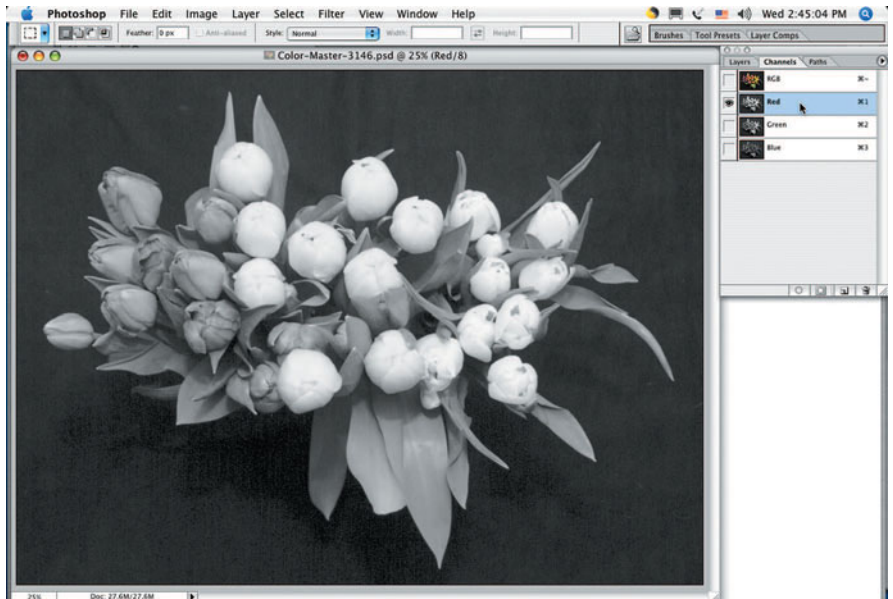 Photoshop File Edit Image Layer Select Filter View Window Help Wed 2:45:04 PM
Feather: 0 px Anti-aliased Style: Normal Width: Height: Brushes Tool Presets Layer Comps
Color-Master-3146.psd @ 25% (Red/8)
Layers Channels Paths
RGB ⌘~
Red ⌘1
Green ⌘2
Blue ⌘3
25% Doc: 27.6M/27.6M